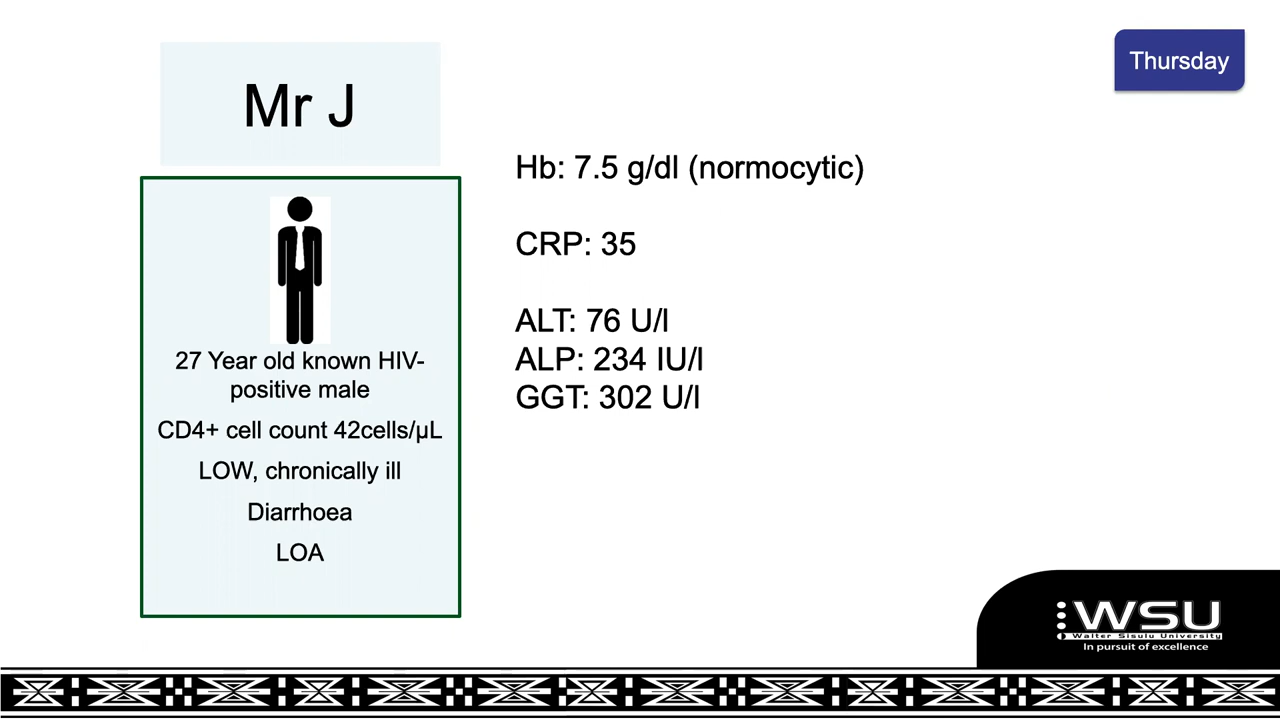 Thursday
Mr J
27 Year old known HIV-
positive male
CD4+ cell count 42cells/µL
LOW, chronically ill
Diarrhoea
LOA
Hb: 7.5 g/dl (normocytic)
CRP: 35
ALT: 76 U/l
ALP: 234 IU/l
GGT: 302 U/l
WSU
Walter Sisulu University
In pursuit of excellence